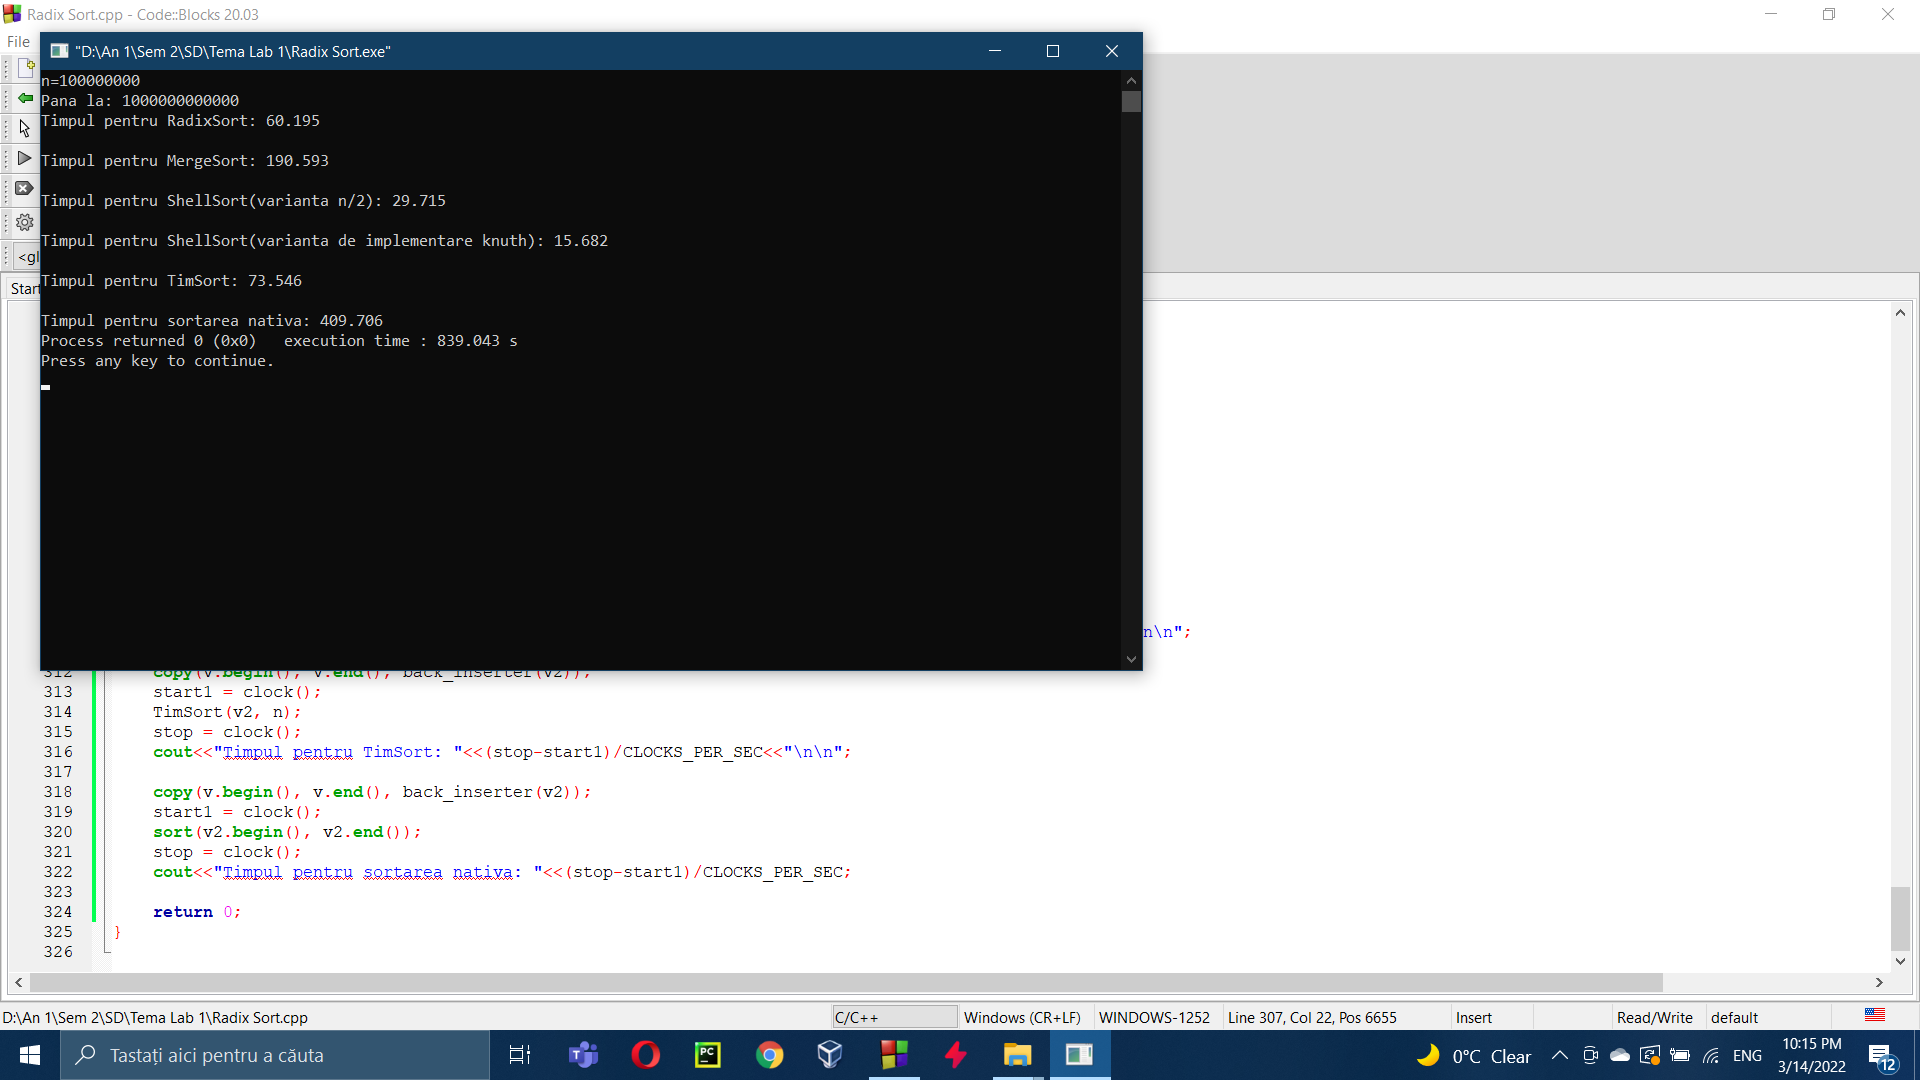 Radix Sort.cpp - Code::Blocks 20.03
File
"D:\An 1\Sem 2\SD\Tema Lab 1\Radix Sort.exe"
n=100000000
Pana la: 1000000000000
Timpul pentru RadixSort: 60.195
Timpul pentru MergeSort: 190.593
Timpul pentru ShellSort(varianta n/2): 29.715
Timpul pentru ShellSort(varianta de implementare knuth): 15.682
Timpul pentru TimSort: 73.546
Timpul pentru sortarea nativa: 409.706
Process returned 0 (0x0)   execution time : 839.043 s
Press any key to continue.
<gl
Start
n\n";
312 copy(v.begin(), v.end(), back_inserter(v2));
313 start1 = clock();
314 TimSort(v2, n);
315 stop = clock();
316 cout<<"Timpul pentru TimSort: "<<(stop-start1)/CLOCKS_PER_SEC<<"\n\n";
317
318 copy(v.begin(), v.end(), back_inserter(v2));
319 start1 = clock();
320 sort(v2.begin(), v2.end());
321 stop = clock();
322 cout<<"Timpul pentru sortarea nativa: "<<(stop-start1)/CLOCKS_PER_SEC;
323
324 return 0;
325 }
326
D:\An 1\Sem 2\SD\Tema Lab 1\Radix Sort.cpp C/C++ Windows (CR+LF) WINDOWS-1252 Line 307, Col 22, Pos 6655 Insert Read/Write default
Tastați aici pentru a căuta
PC
0°C Clear
ENG
10:15 PM
3/14/2022
12